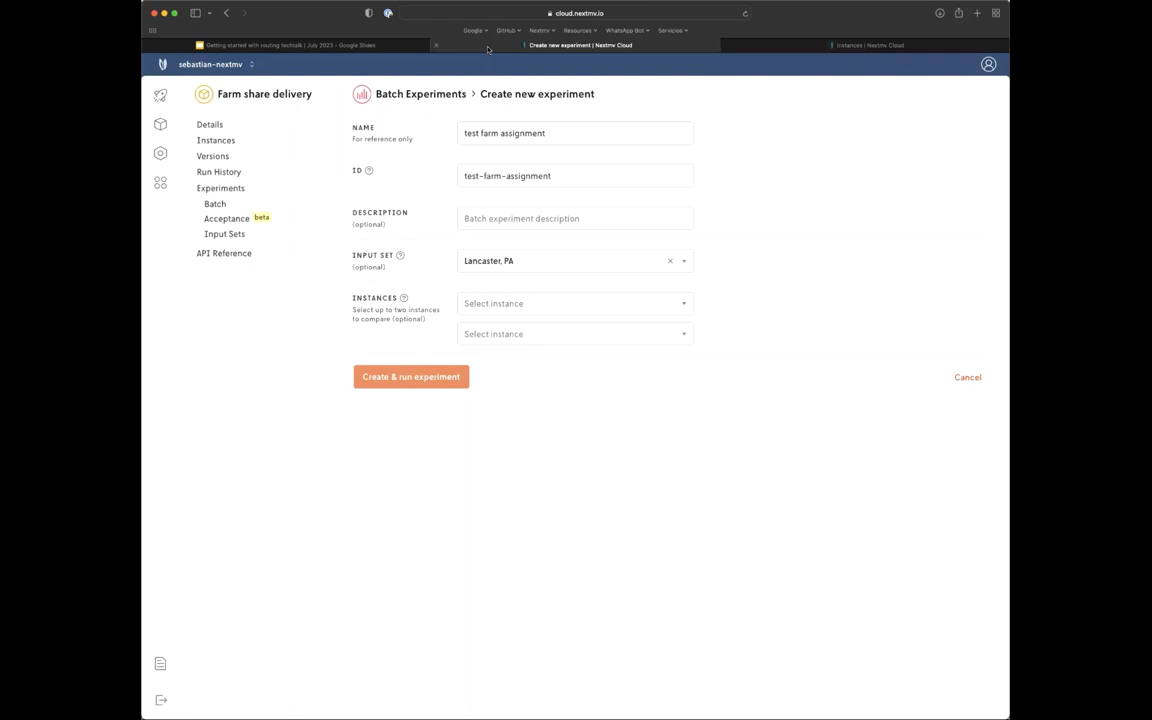 cloud.nextmv.io
Google GitHub Nextmv Resources WhatsApp Bot Servicios
Getting started with routing techtalk | July 2023 – Google Slides
Create new experiment | Nextmv Cloud
Instances | Nextmv Cloud
sebastian-nextmv
Farm share delivery
Details
Instances
Versions
Run History
Experiments
Batch
Acceptance beta
Input Sets
API Reference
Batch Experiments > Create new experiment
NAME
For reference only
test farm assignment
ID ?
test-farm-assignment
DESCRIPTION
(optional)
Batch experiment description
INPUT SET ?
(optional)
Lancaster, PA
INSTANCES ?
Select up to two instances
to compare (optional)
Select instance
Select instance
Create & run experiment
Cancel